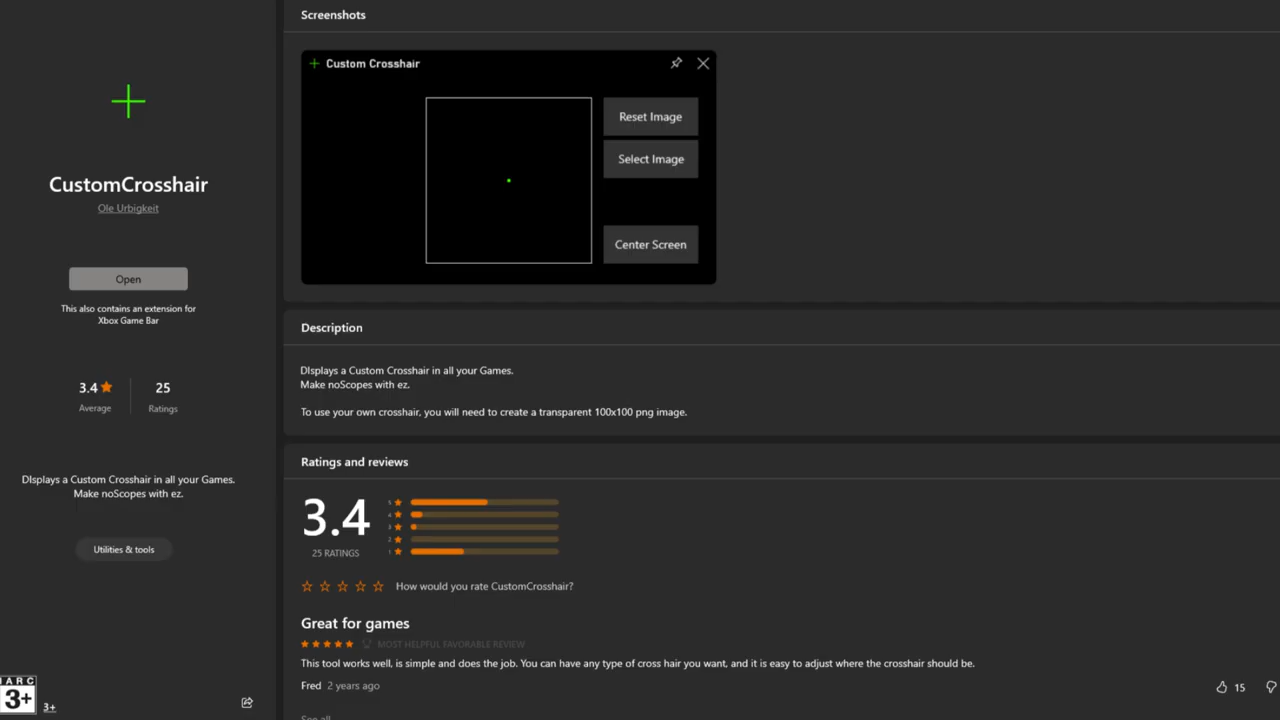 Screenshots
Custom Crosshair
Reset Image
Select Image
Center Screen
CustomCrosshair
Ole Urbigkeit
Open
This also contains an extension for
Xbox Game Bar
3.4
Average
25
Ratings
DIsplays a Custom Crosshair in all your Games.
Make noScopes with ez.
Utilities & tools
IARC
3+
3+
Description
DIsplays a Custom Crosshair in all your Games.
Make noScopes with ez.
To use your own crosshair, you will need to create a transparent 100x100 png image.
Ratings and reviews
3.4
25 RATINGS
5
4
3
2
1
How would you rate CustomCrosshair?
Great for games
MOST HELPFUL FAVORABLE REVIEW
This tool works well, is simple and does the job. You can have any type of cross hair you want, and it is easy to adjust where the crosshair should be.
Fred 2 years ago
15
See all